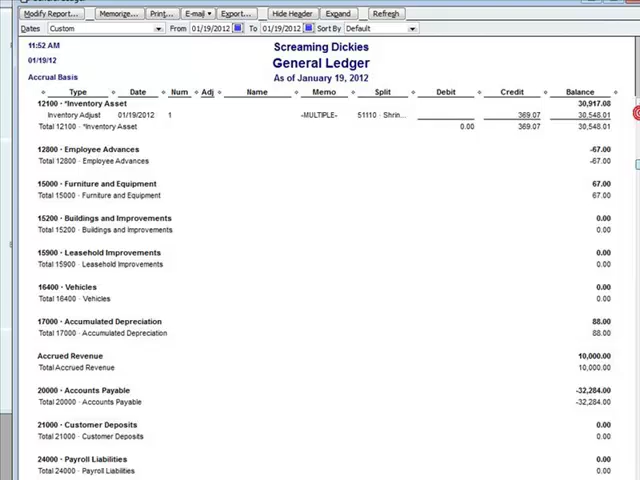 Modify Report... Memorize... Print... E-mail Export... Hide Header Expand Refresh
Dates Custom From 01/19/2012 To 01/19/2012 Sort By Default
11:52 AM
Screaming Dickies
01/19/12
General Ledger
Accrual Basis
As of January 19, 2012
Type Date Num Adj Name Memo Split Debit Credit Balance
12100 · *Inventory Asset 30,917.08
Inventory Adjust 01/19/2012 1 -MULTIPLE- 51110 · Shrin... 369.07 30,548.01
Total 12100 · *Inventory Asset 0.00 369.07 30,548.01
12800 · Employee Advances -67.00
Total 12800 · Employee Advances -67.00
15000 · Furniture and Equipment 67.00
Total 15000 · Furniture and Equipment 67.00
15200 · Buildings and Improvements 0.00
Total 15200 · Buildings and Improvements 0.00
15900 · Leasehold Improvements 0.00
Total 15900 · Leasehold Improvements 0.00
16400 · Vehicles 0.00
Total 16400 · Vehicles 0.00
17000 · Accumulated Depreciation 88.00
Total 17000 · Accumulated Depreciation 88.00
Accrued Revenue 10,000.00
Total Accrued Revenue 10,000.00
20000 · Accounts Payable -32,284.00
Total 20000 · Accounts Payable -32,284.00
21000 · Customer Deposits 0.00
Total 21000 · Customer Deposits 0.00
24000 · Payroll Liabilities 0.00
Total 24000 · Payroll Liabilities 0.00